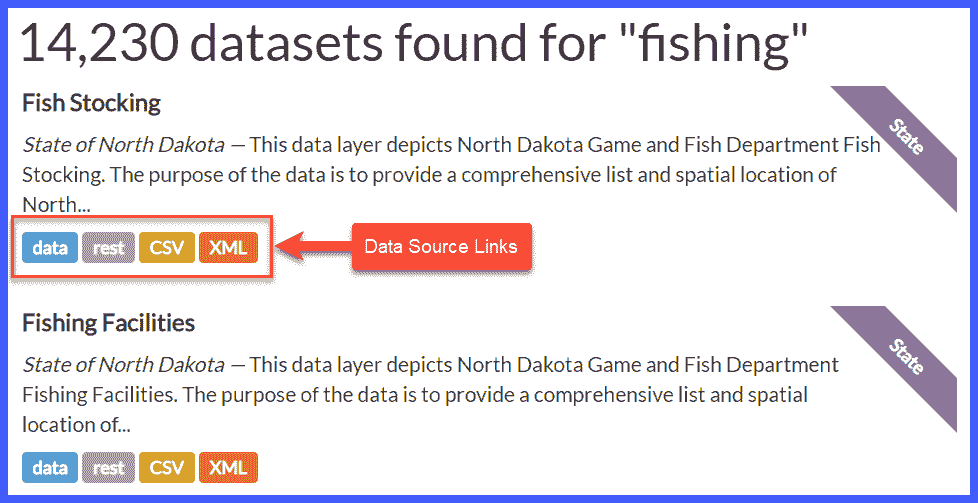 14,230 datasets found for "fishing"
Fish Stocking
State
State of North Dakota — This data layer depicts North Dakota Game and Fish Department Fish
Stocking. The purpose of the data is to provide a comprehensive list and spatial location of
North...
data rest CSV XML
Data Source Links
Fishing Facilities
State
State of North Dakota — This data layer depicts North Dakota Game and Fish Department
Fishing Facilities. The purpose of the data is to provide a comprehensive list and spatial
location of...
data rest CSV XML